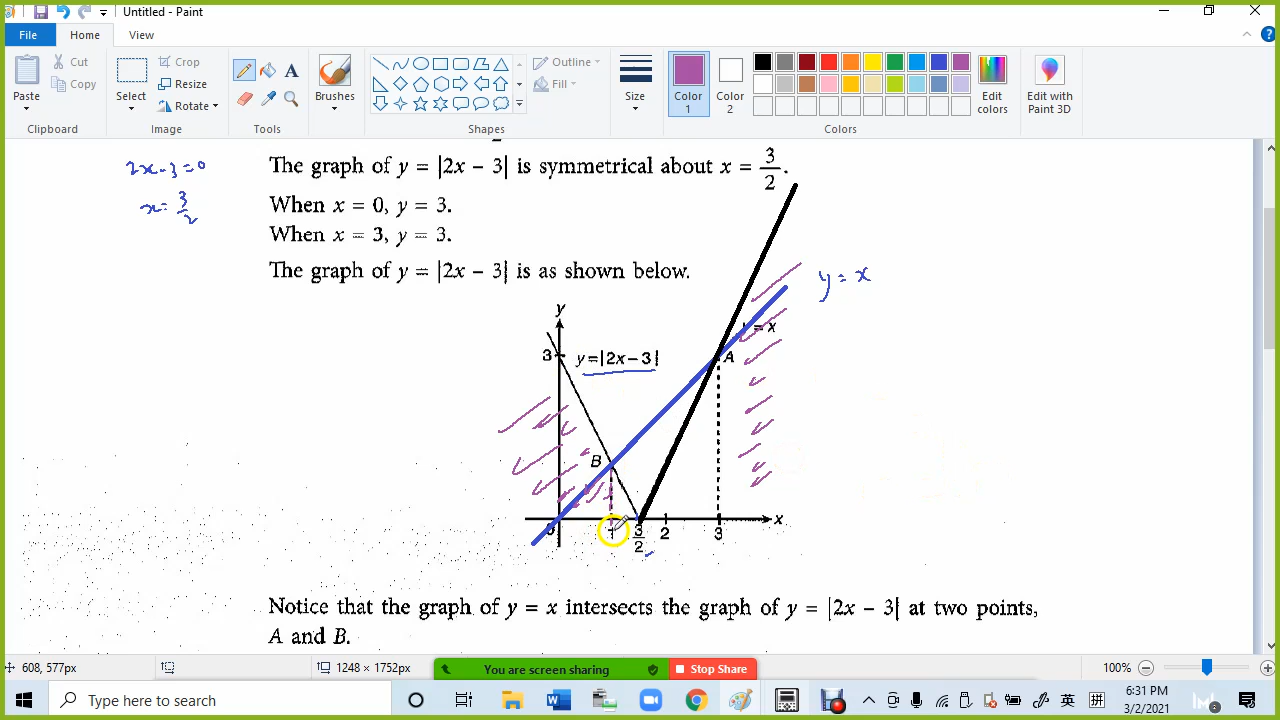 Untitled - Paint
File
Home
View
Paste
Cut
Copy
Clipboard
Select
Crop
Resize
Rotate
Image
Tools
Brushes
Shapes
Outline
Fill
Size
Color 1
Color 2
Edit colors
Edit with Paint 3D
Colors
2x-3=0
x= 3/2
The graph of y = |2x − 3| is symmetrical about x = 3/2.
When x = 0, y = 3.
When x = 3, y = 3.
The graph of y = |2x − 3| is as shown below.
y = x
y
= x
3
y=|2x−3|
A
B
x
1
3/2
2
3
Notice that the graph of y = x intersects the graph of y = |2x − 3| at two points,
A and B.
608, 577px
1248 × 1752px
You are screen sharing
Stop Share
100%
Type here to search
英
拼
6:31 PM
3/2/2021